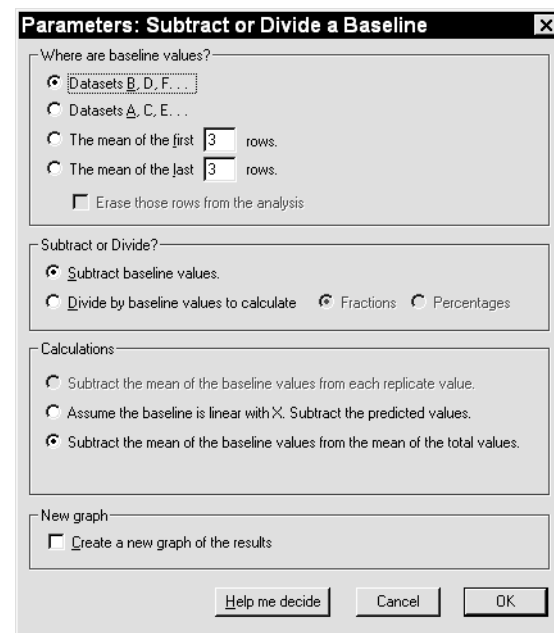 Parameters: Subtract or Divide a Baseline
Where are baseline values?
Datasets B, D, F. . .
Datasets A, C, E. . .
The mean of the first 3 rows.
The mean of the last 3 rows.
Erase those rows from the analysis
Subtract or Divide?
Subtract baseline values.
Divide by baseline values to calculate Fractions Percentages
Calculations
Subtract the mean of the baseline values from each replicate value.
Assume the baseline is linear with X. Subtract the predicted values.
Subtract the mean of the baseline values from the mean of the total values.
New graph
Create a new graph of the results
Help me decide Cancel OK